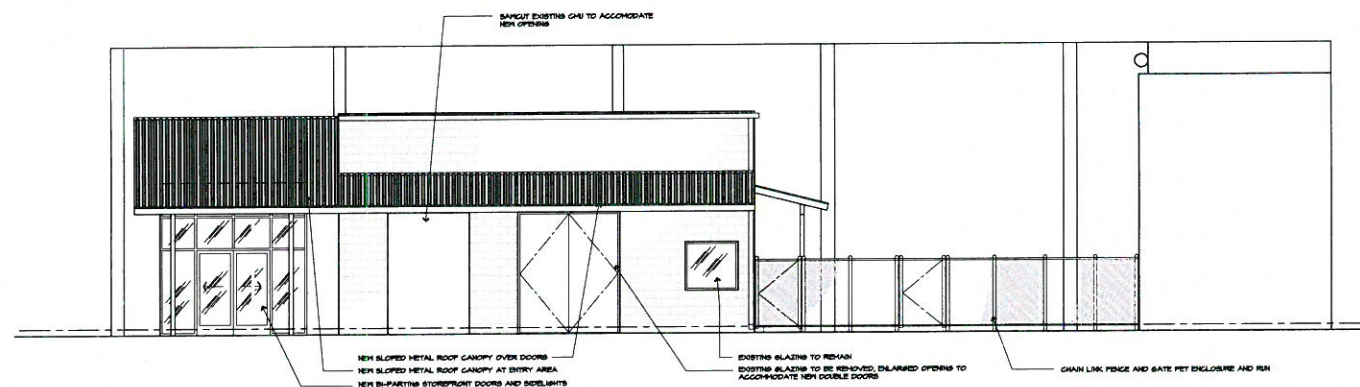 SAWCUT EXISTING CMU TO ACCOMODATE
NEW OPENING
NEW SLOPED METAL ROOF CANOPY OVER DOORS
NEW SLOPED METAL ROOF CANOPY AT ENTRY AREA
NEW BI-PARTING STOREFRONT DOORS AND SIDELIGHTS
EXISTING GLAZING TO REMAIN
EXISTING GLAZING TO BE REMOVED, ENLARGED OPENING TO
ACCOMMODATE NEW DOUBLE DOORS
CHAIN LINK FENCE AND GATE PET ENCLOSURE AND RUN